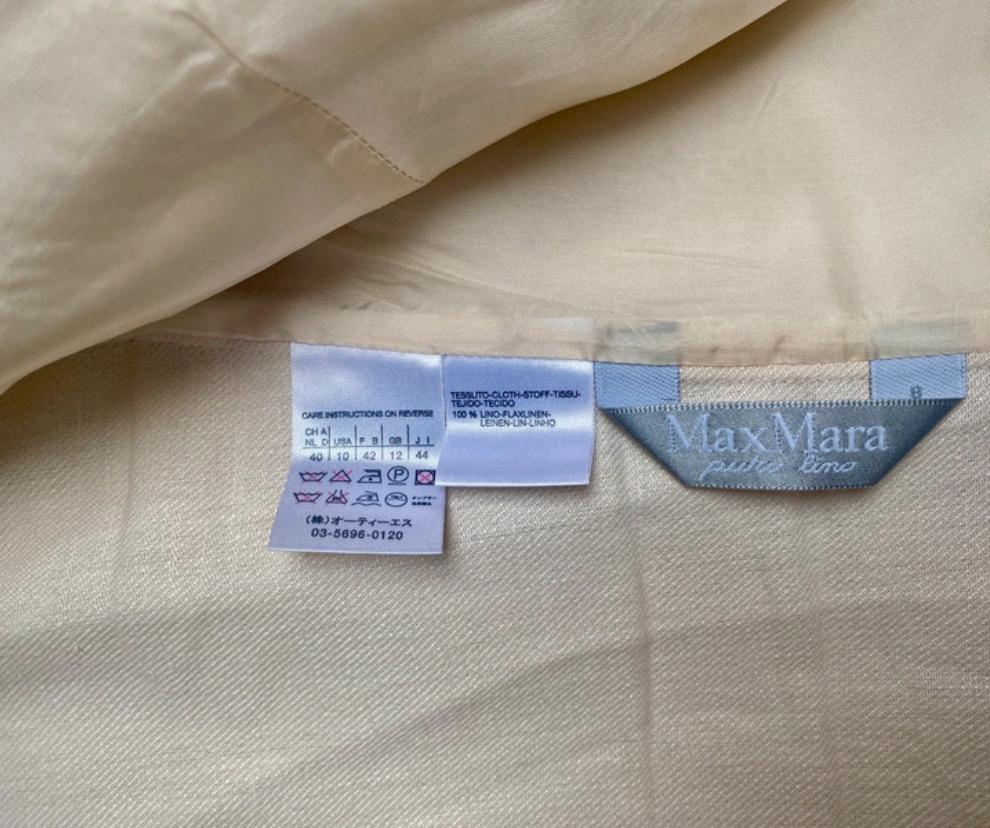 CARE INSTRUCTIONS ON REVERSE
CH A
NL D USA F B GB J I
40 10 42 12 44
P
(株)オーティーエス
03-5696-0120
TESSUTO-CLOTH-STOFF-TISSU-
TEJIDO-TECIDO
100 % LINO-FLAXLINEN-
LEINEN-LIN-LINHO
MaxMara
puro lino